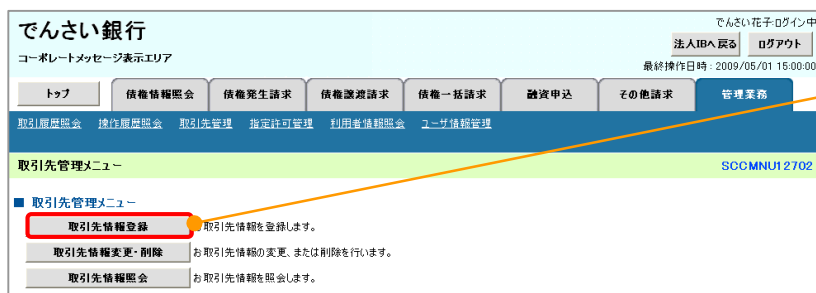 でんさい銀行
でんさい花子:ログイン中
法人IBへ戻る ログアウト
コーポレートメッセージ表示エリア
最終操作日時:2009/05/01 15:00:00
トップ 債権情報照会 債権発生請求 債権譲渡請求 債権一括請求 融資申込 その他請求 管理業務
取引履歴照会 操作履歴照会 取引先管理 指定許可管理 利用者情報照会 ユーザ情報管理
取引先管理メニュー SCCMNU12702
■ 取引先管理メニュー
取引先情報登録 お取引先情報を登録します。
取引先情報変更・削除 お取引先情報の変更、または削除を行います。
取引先情報照会 お取引先情報を照会します。